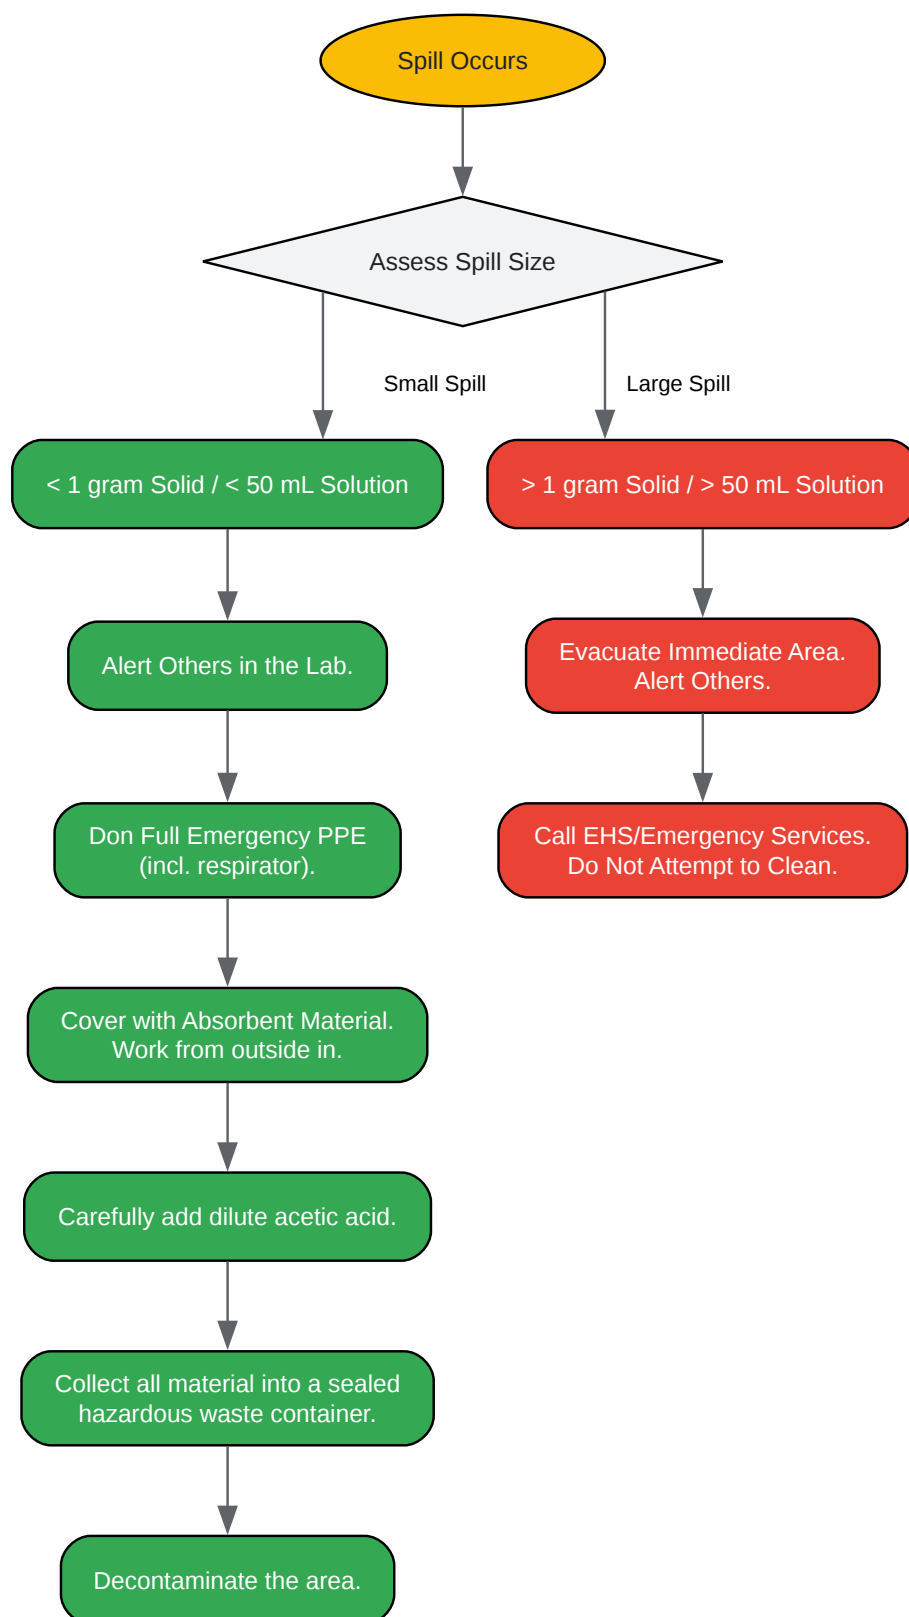 Spill Occurs
Assess Spill Size
Small Spill
Large Spill
< 1 gram Solid / < 50 mL Solution
> 1 gram Solid / > 50 mL Solution
Alert Others in the Lab.
Evacuate Immediate Area.
Alert Others.
Don Full Emergency PPE
(incl. respirator).
Call EHS/Emergency Services.
Do Not Attempt to Clean.
Cover with Absorbent Material.
Work from outside in.
Carefully add dilute acetic acid.
Collect all material into a sealed
hazardous waste container.
Decontaminate the area.